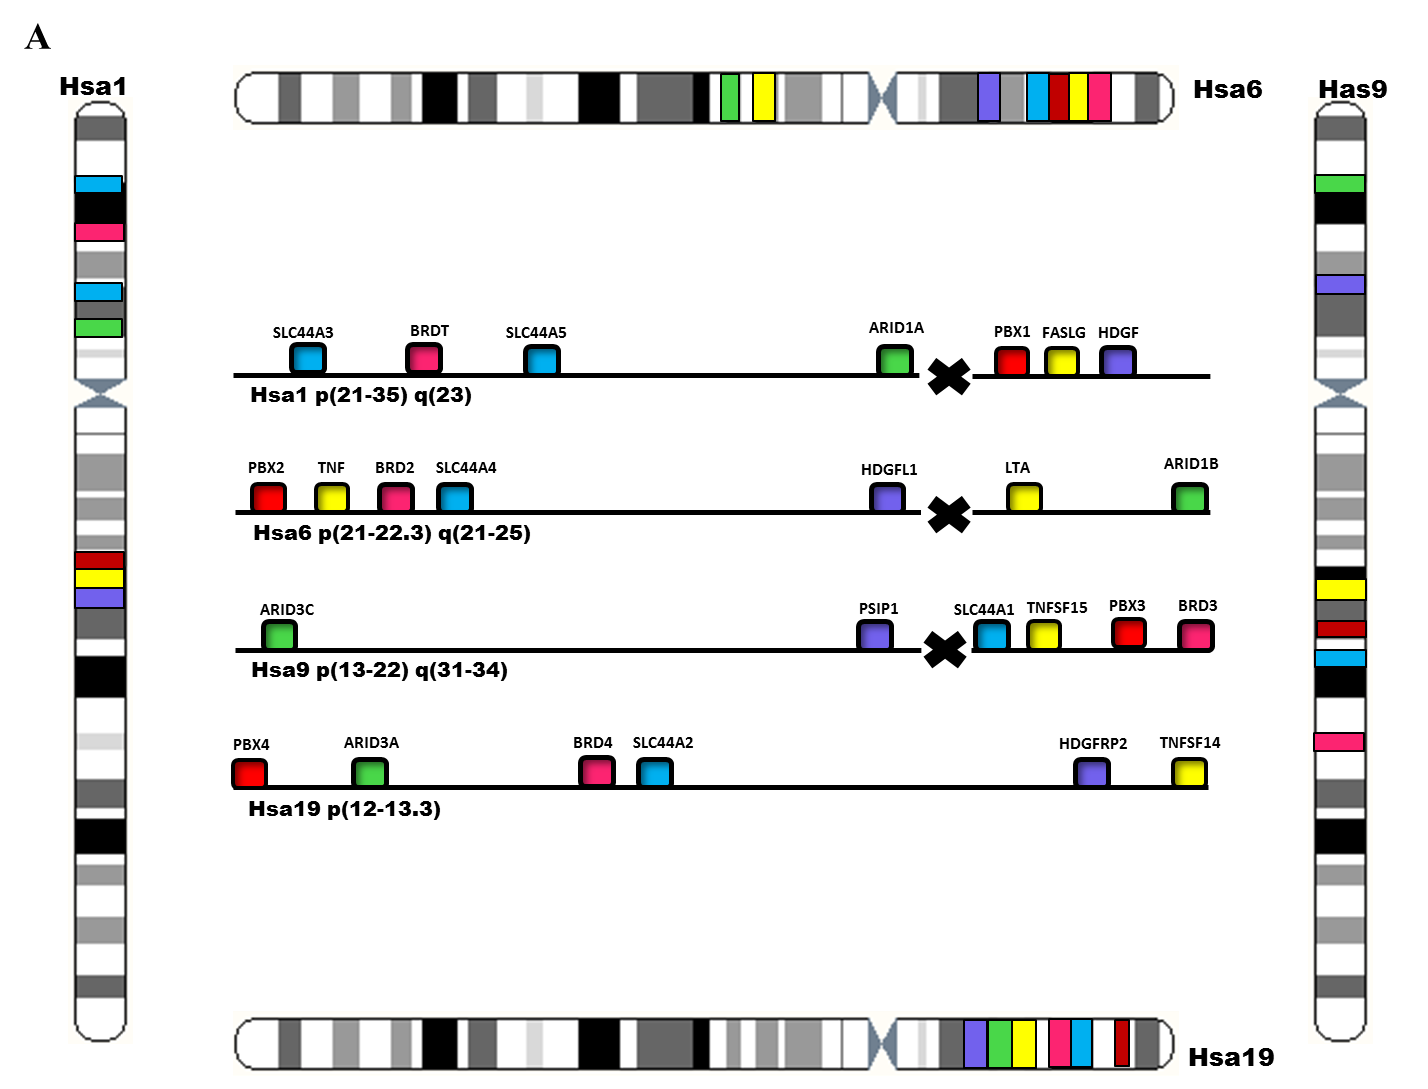 A
Hsa1
Hsa6
Has9
SLC44A3 BRDT SLC44A5 ARID1A PBX1 FASLG HDGF
Hsa1 p(21-35) q(23)
PBX2 TNF BRD2 SLC44A4 HDGFL1 LTA ARID1B
Hsa6 p(21-22.3) q(21-25)
ARID3C PSIP1 SLC44A1 TNFSF15 PBX3 BRD3
Hsa9 p(13-22) q(31-34)
PBX4 ARID3A BRD4 SLC44A2 HDGFRP2 TNFSF14
Hsa19 p(12-13.3)
Hsa19